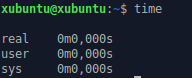 xubuntu@xubuntu:~$ time

real	0m0,000s
user	0m0,000s
sys	0m0,000s